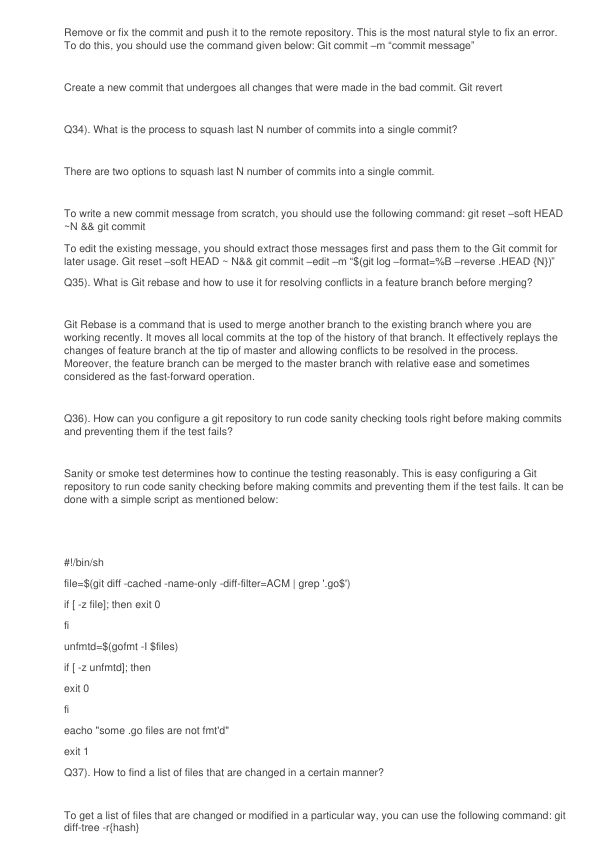 Remove or fix the commit and push it to the remote repository. This is the most natural style to fix an error.
To do this, you should use the command given below: Git commit –m “commit message”
Create a new commit that undergoes all changes that were made in the bad commit. Git revert
Q34). What is the process to squash last N number of commits into a single commit?
There are two options to squash last N number of commits into a single commit.
To write a new commit message from scratch, you should use the following command: git reset –soft HEAD
~N && git commit
To edit the existing message, you should extract those messages first and pass them to the Git commit for
later usage. Git reset –soft HEAD ~ N&& git commit –edit –m “$(git log –format=%B –reverse .HEAD {N})”
Q35). What is Git rebase and how to use it for resolving conflicts in a feature branch before merging?
Git Rebase is a command that is used to merge another branch to the existing branch where you are
working recently. It moves all local commits at the top of the history of that branch. It effectively replays the
changes of feature branch at the tip of master and allowing conflicts to be resolved in the process.
Moreover, the feature branch can be merged to the master branch with relative ease and sometimes
considered as the fast-forward operation.
Q36). How can you configure a git repository to run code sanity checking tools right before making commits
and preventing them if the test fails?
Sanity or smoke test determines how to continue the testing reasonably. This is easy configuring a Git
repository to run code sanity checking before making commits and preventing them if the test fails. It can be
done with a simple script as mentioned below:
#!/bin/sh
file=$(git diff -cached -name-only -diff-filter=ACM | grep '.go$')
if [ -z file]; then exit 0
fi
unfmtd=$(gofmt -I $files)
if [ -z unfmtd]; then
exit 0
fi
eacho "some .go files are not fmt'd"
exit 1
Q37). How to find a list of files that are changed in a certain manner?
To get a list of files that are changed or modified in a particular way, you can use the following command: git
diff-tree -r{hash}